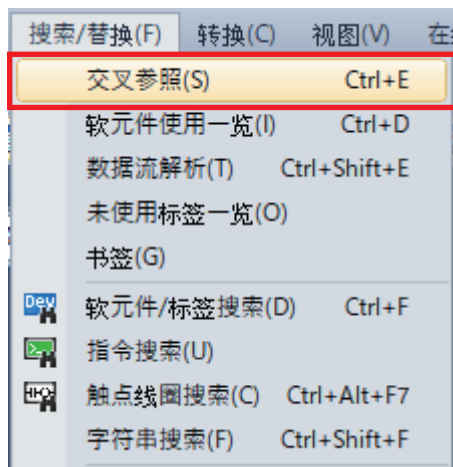 搜索/替换(F) 转换(C) 视图(V)
交叉参照(S) Ctrl+E
软元件使用一览(I) Ctrl+D
数据流解析(T) Ctrl+Shift+E
未使用标签一览(O)
书签(G)
Dev 软元件/标签搜索(D) Ctrl+F
指令搜索(U)
触点线圈搜索(C) Ctrl+Alt+F7
字符串搜索(F) Ctrl+Shift+F